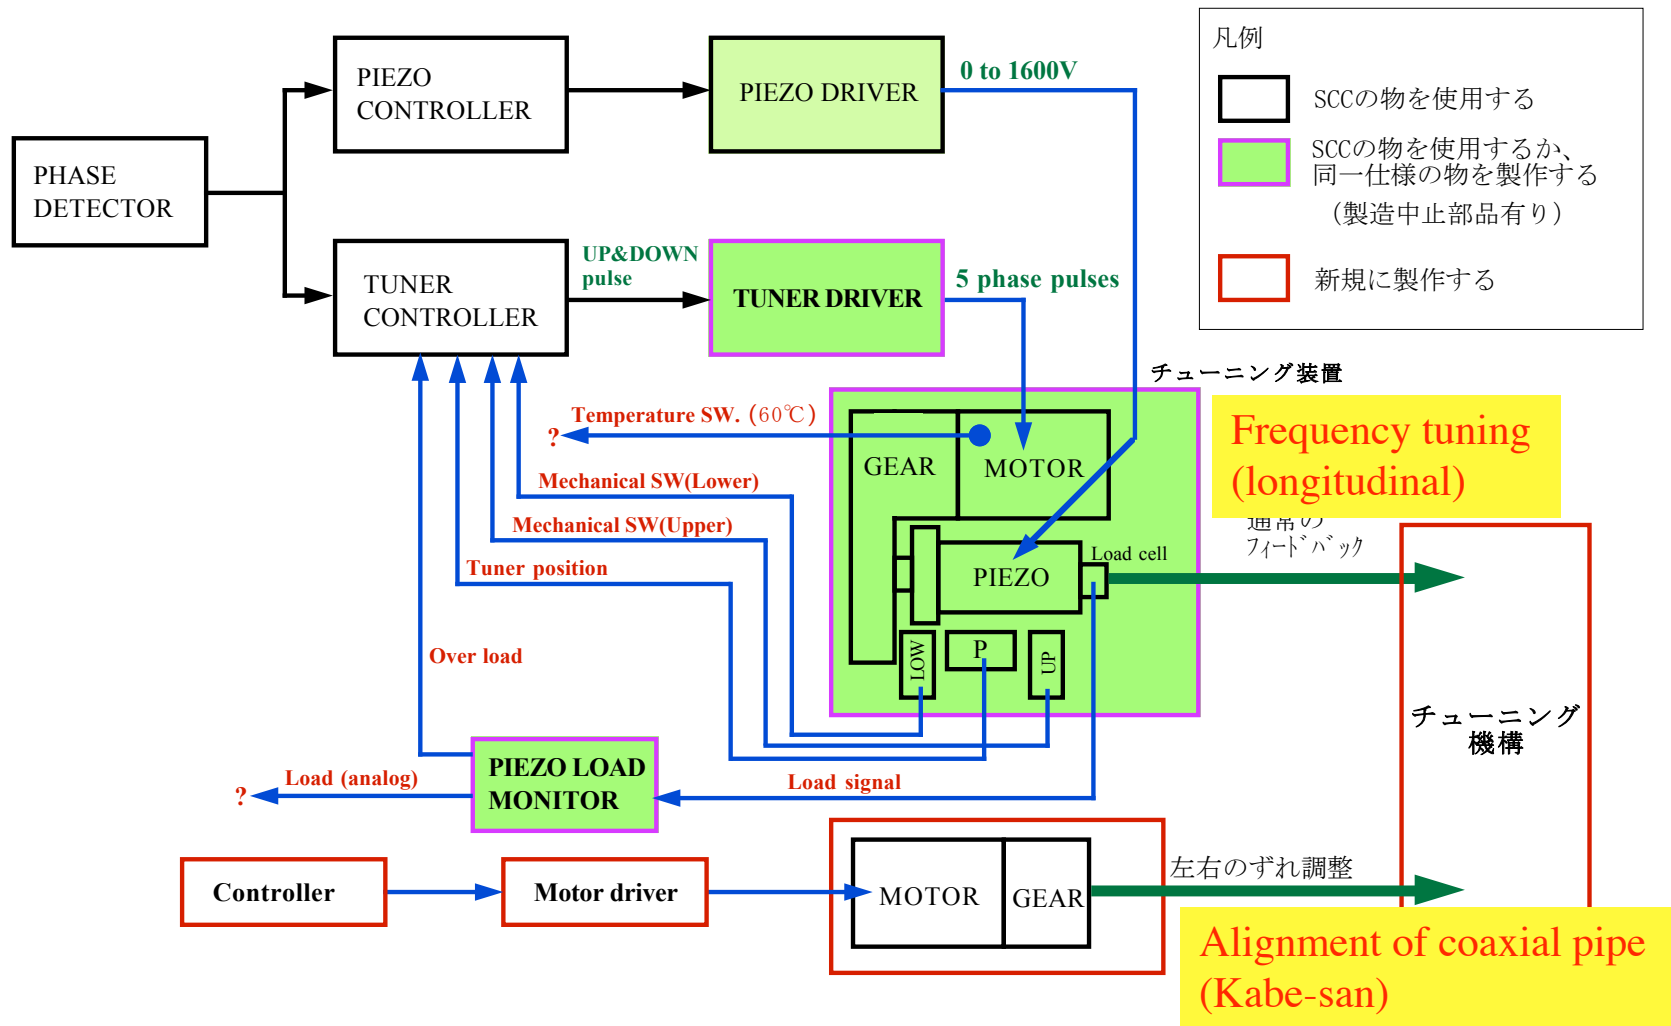 凡例
SCCの物を使用する
SCCの物を使用するか、
同一仕様の物を製作する
（製造中止部品有り）
新規に製作する
PIEZO
CONTROLLER
PIEZO DRIVER
0 to 1600V
PHASE
DETECTOR
TUNER
CONTROLLER
UP&DOWN
pulse
TUNER DRIVER
5 phase pulses
チューニング装置
Temperature SW. (60℃)
?
GEAR
MOTOR
Frequency tuning
(longitudinal)
Mechanical SW(Lower)
Mechanical SW(Upper)
通常の
フィードバック
Load cell
Tuner position
PIEZO
Over load
LOW
P
UP
チューニング
機構
PIEZO LOAD
MONITOR
Load (analog)
?
Load signal
Controller
Motor driver
MOTOR
GEAR
左右のずれ調整
Alignment of coaxial pipe
(Kabe-san)